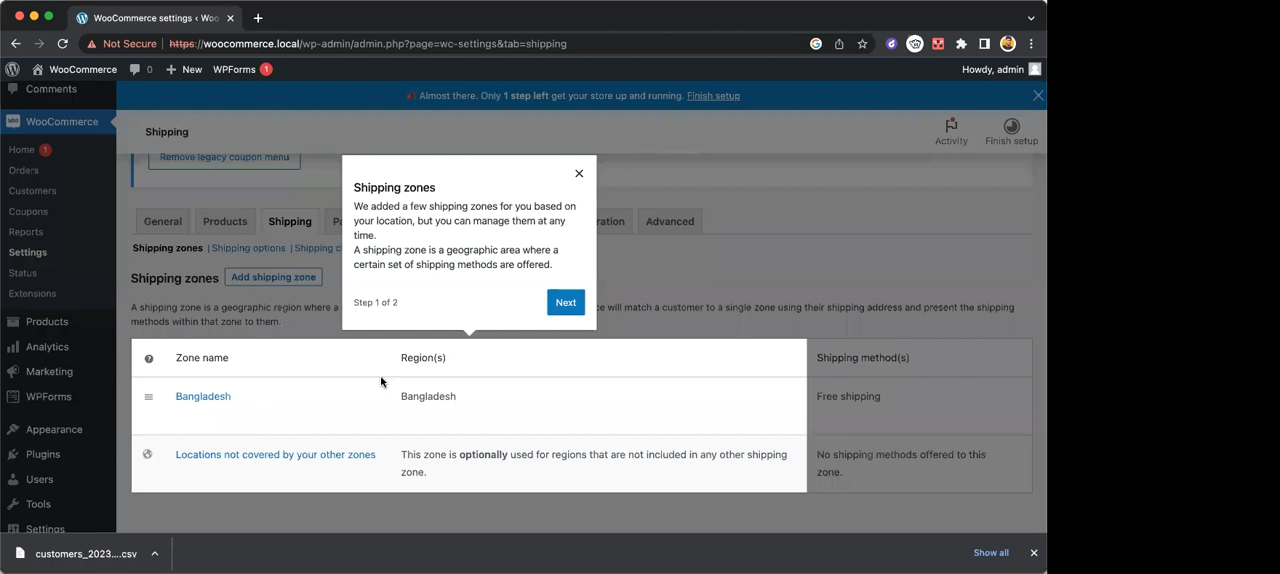 WooCommerce settings ‹ Woo
Not Secure | https://woocommerce.local/wp-admin/admin.php?page=wc-settings&tab=shipping
WooCommerce 0 New WPForms 1 Howdy, admin
Comments
Almost there. Only 1 step left get your store up and running. Finish setup
WooCommerce
Shipping
Activity
Finish setup
Home 1
Orders
Customers
Coupons
Reports
Settings
Status
Extensions
Products
Analytics
Marketing
WPForms
Appearance
Plugins
Users
Tools
Settings
Remove legacy coupon menu
General Products Shipping Pa ration Advanced
Shipping zones | Shipping options | Shipping c
Shipping zones Add shipping zone
A shipping zone is a geographic region where a ce will match a customer to a single zone using their shipping address and present the shipping
methods within that zone to them.
Shipping zones
We added a few shipping zones for you based on
your location, but you can manage them at any
time.
A shipping zone is a geographic area where a
certain set of shipping methods are offered.
Step 1 of 2 Next
Zone name Region(s) Shipping method(s)
Bangladesh Bangladesh Free shipping
Locations not covered by your other zones This zone is optionally used for regions that are not included in any other shipping
zone.
No shipping methods offered to this
zone.
customers_2023....csv Show all